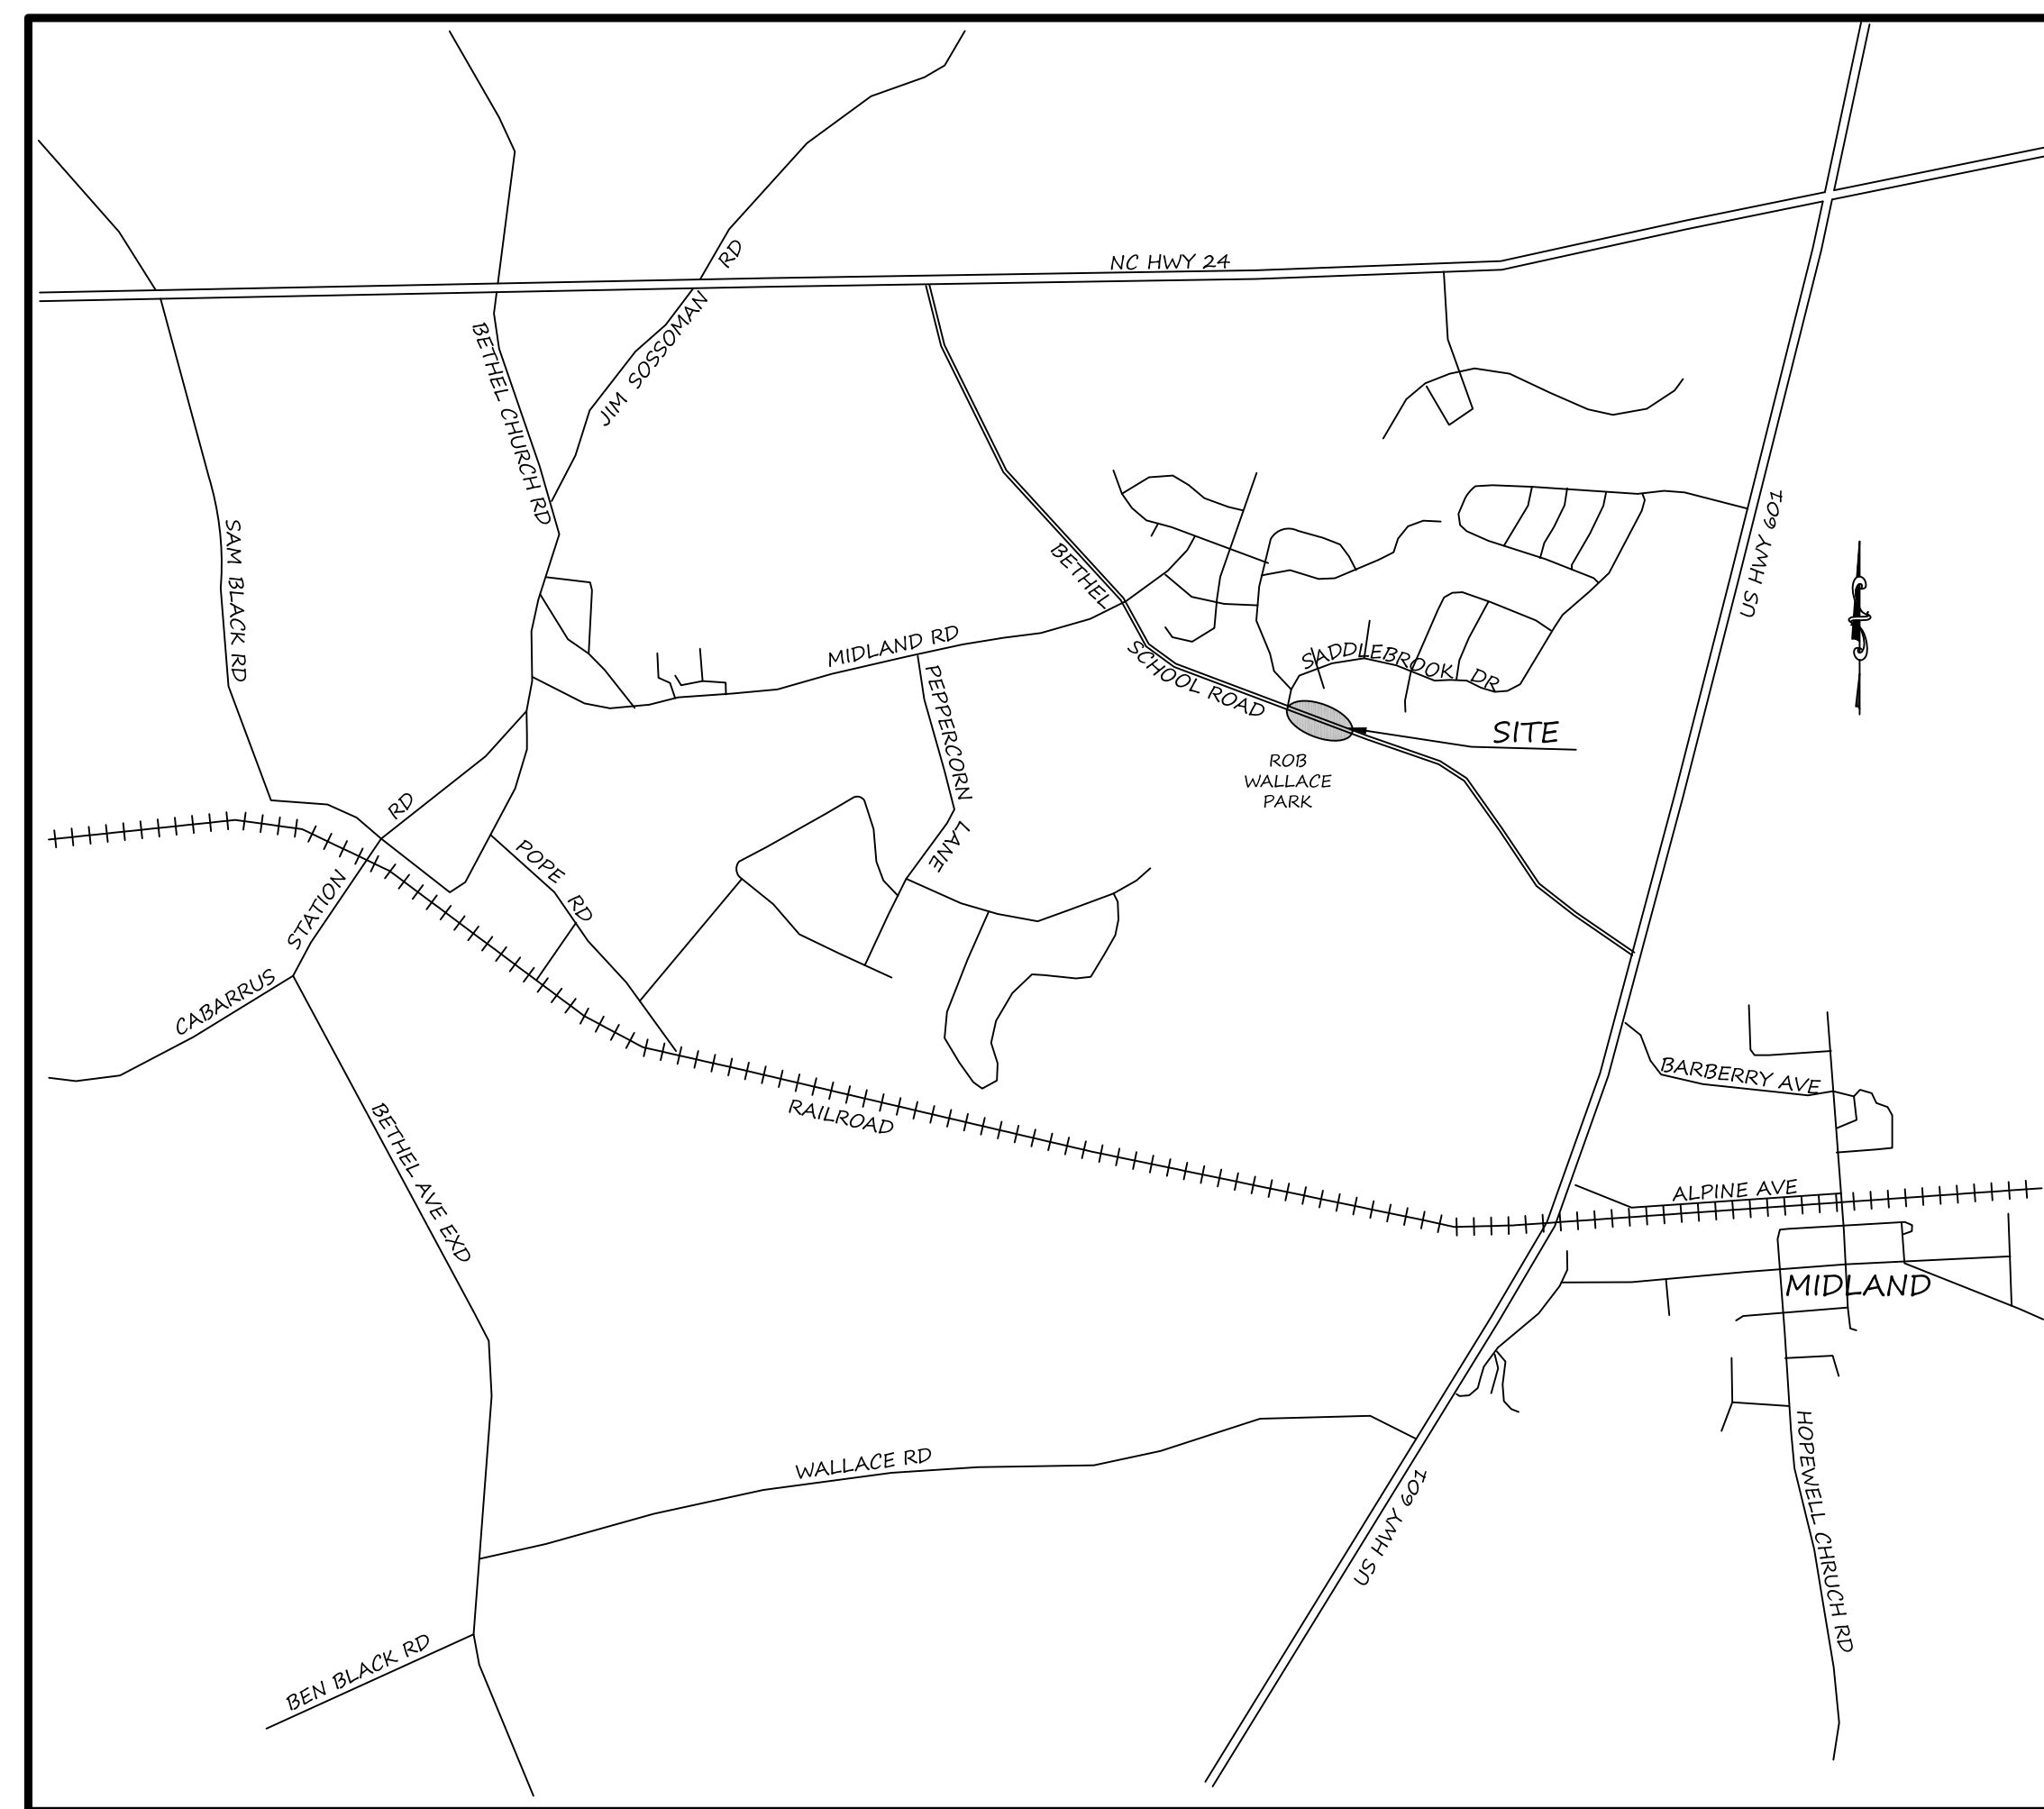 NC HWY 24
RD
JIM SOSSOMAN
BETHEL CHURCH RD
SAM BLACK RD
US HWY 601
BETHEL
SCHOOL ROAD
MIDLAND RD
SADDLEBROOK DR
PEPPERCORN
LANE
SITE
ROB
WALLACE
PARK
RD
STATION
CABARRUS
POPE RD
RAILROAD
BARBERRY AVE
BETHEL AVE EXD
ALPINE AVE
MIDLAND
WALLACE RD
US HWY 601
HOPEWELL CHRUCH RD
BEN BLACK RD